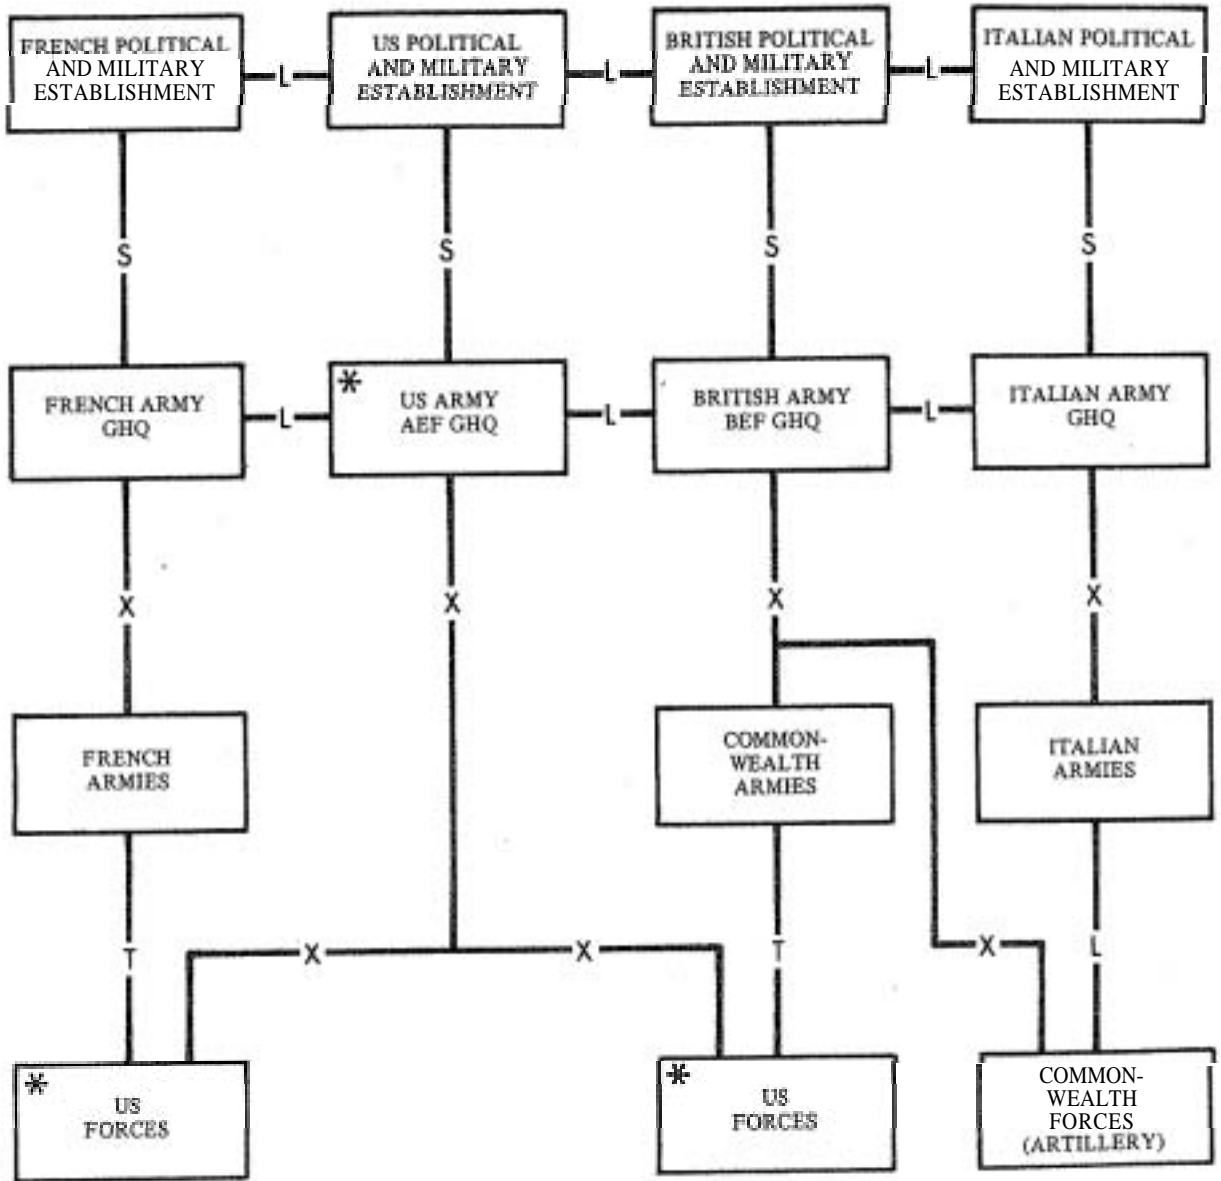 FRENCH POLITICAL
AND MILITARY
ESTABLISHMENT
L
US POLITICAL
AND MILITARY
ESTABLISHMENT
L
BRITISH POLITICAL
AND MILITARY
ESTABLISHMENT
L
ITALIAN POLITICAL
AND MILITARY
ESTABLISHMENT
S
S
S
S
FRENCH ARMY
GHQ
L
*
US ARMY
AEF GHQ
L
BRITISH ARMY
BEF GHQ
L
ITALIAN ARMY
GHQ
X
X
X
X
FRENCH
ARMIES
COMMON-
WEALTH
ARMIES
ITALIAN
ARMIES
T
X
X
T
X
L
*
US
FORCES
*
US
FORCES
COMMON-
WEALTH
FORCES
(ARTILLERY)